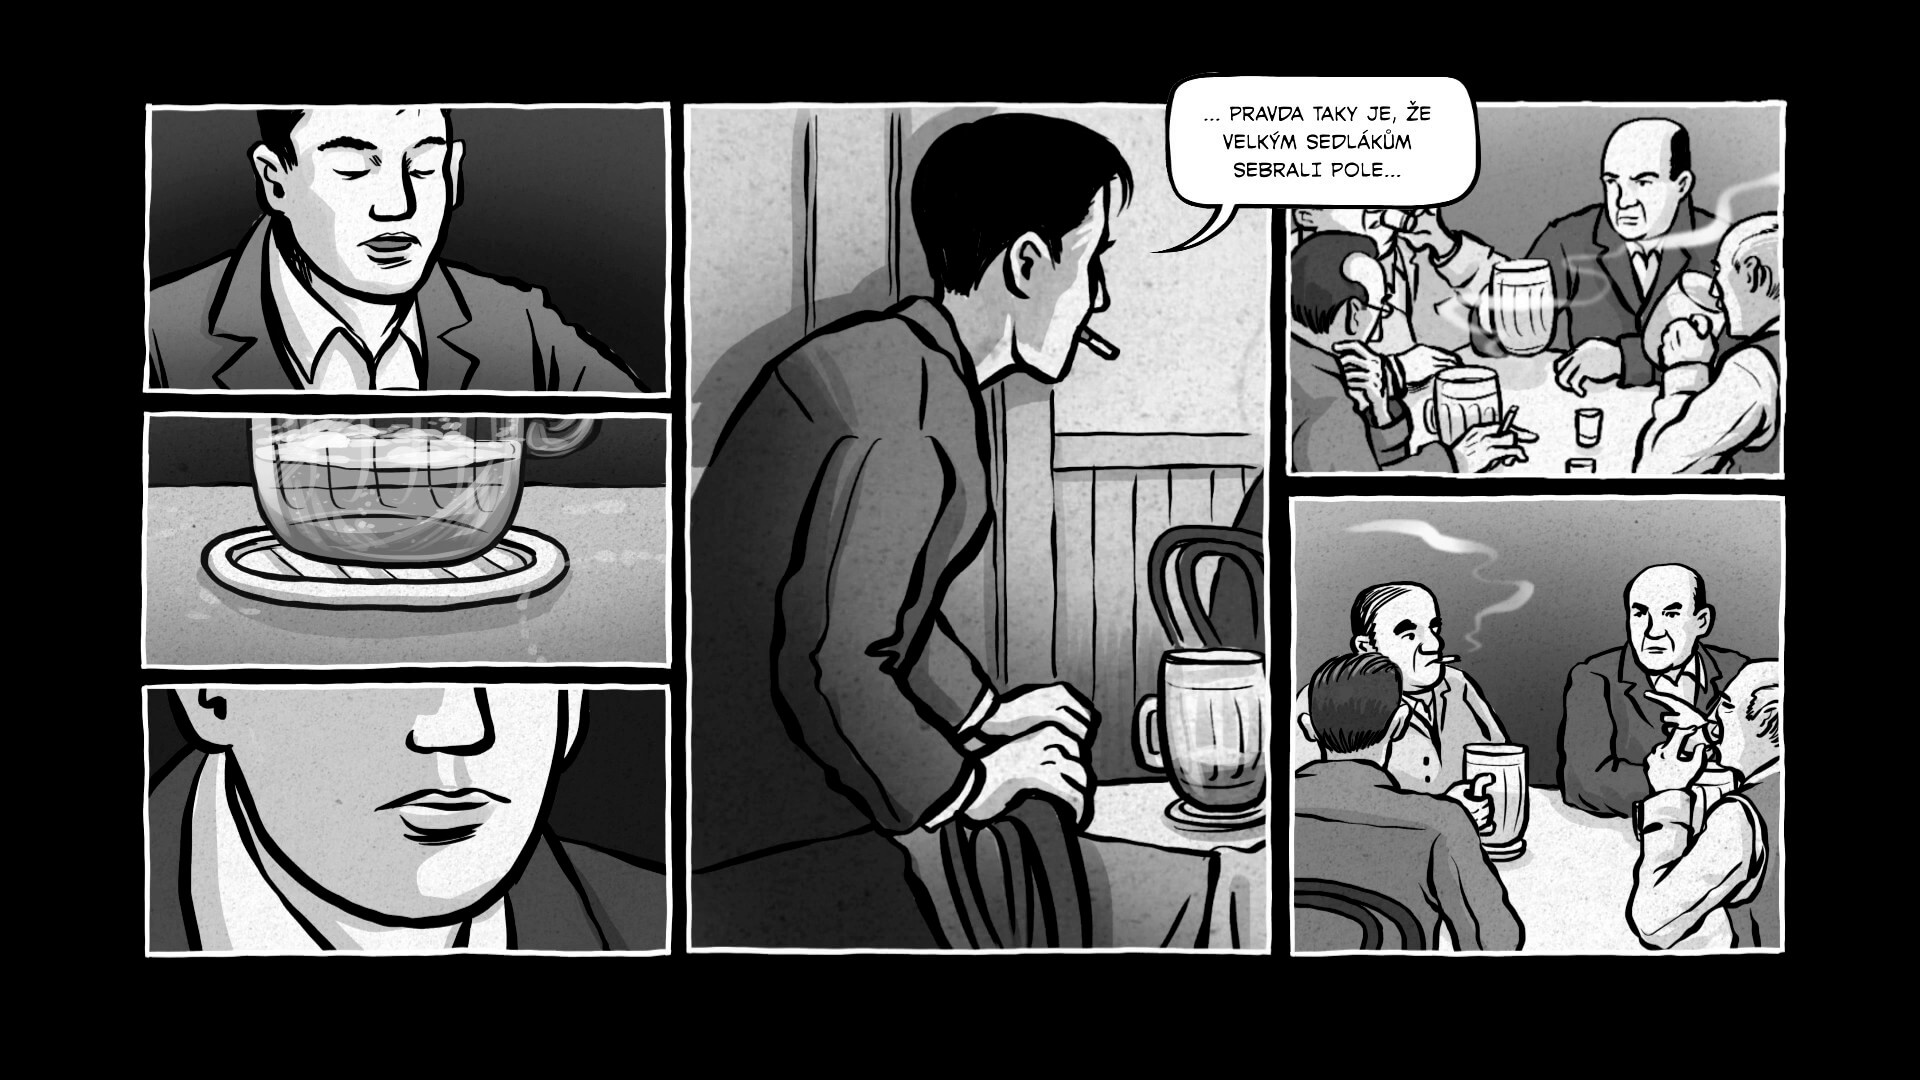 ... PRAVDA TAKY JE, ŽE
VELKÝM SEDLÁKŮM
SEBRALI POLE...